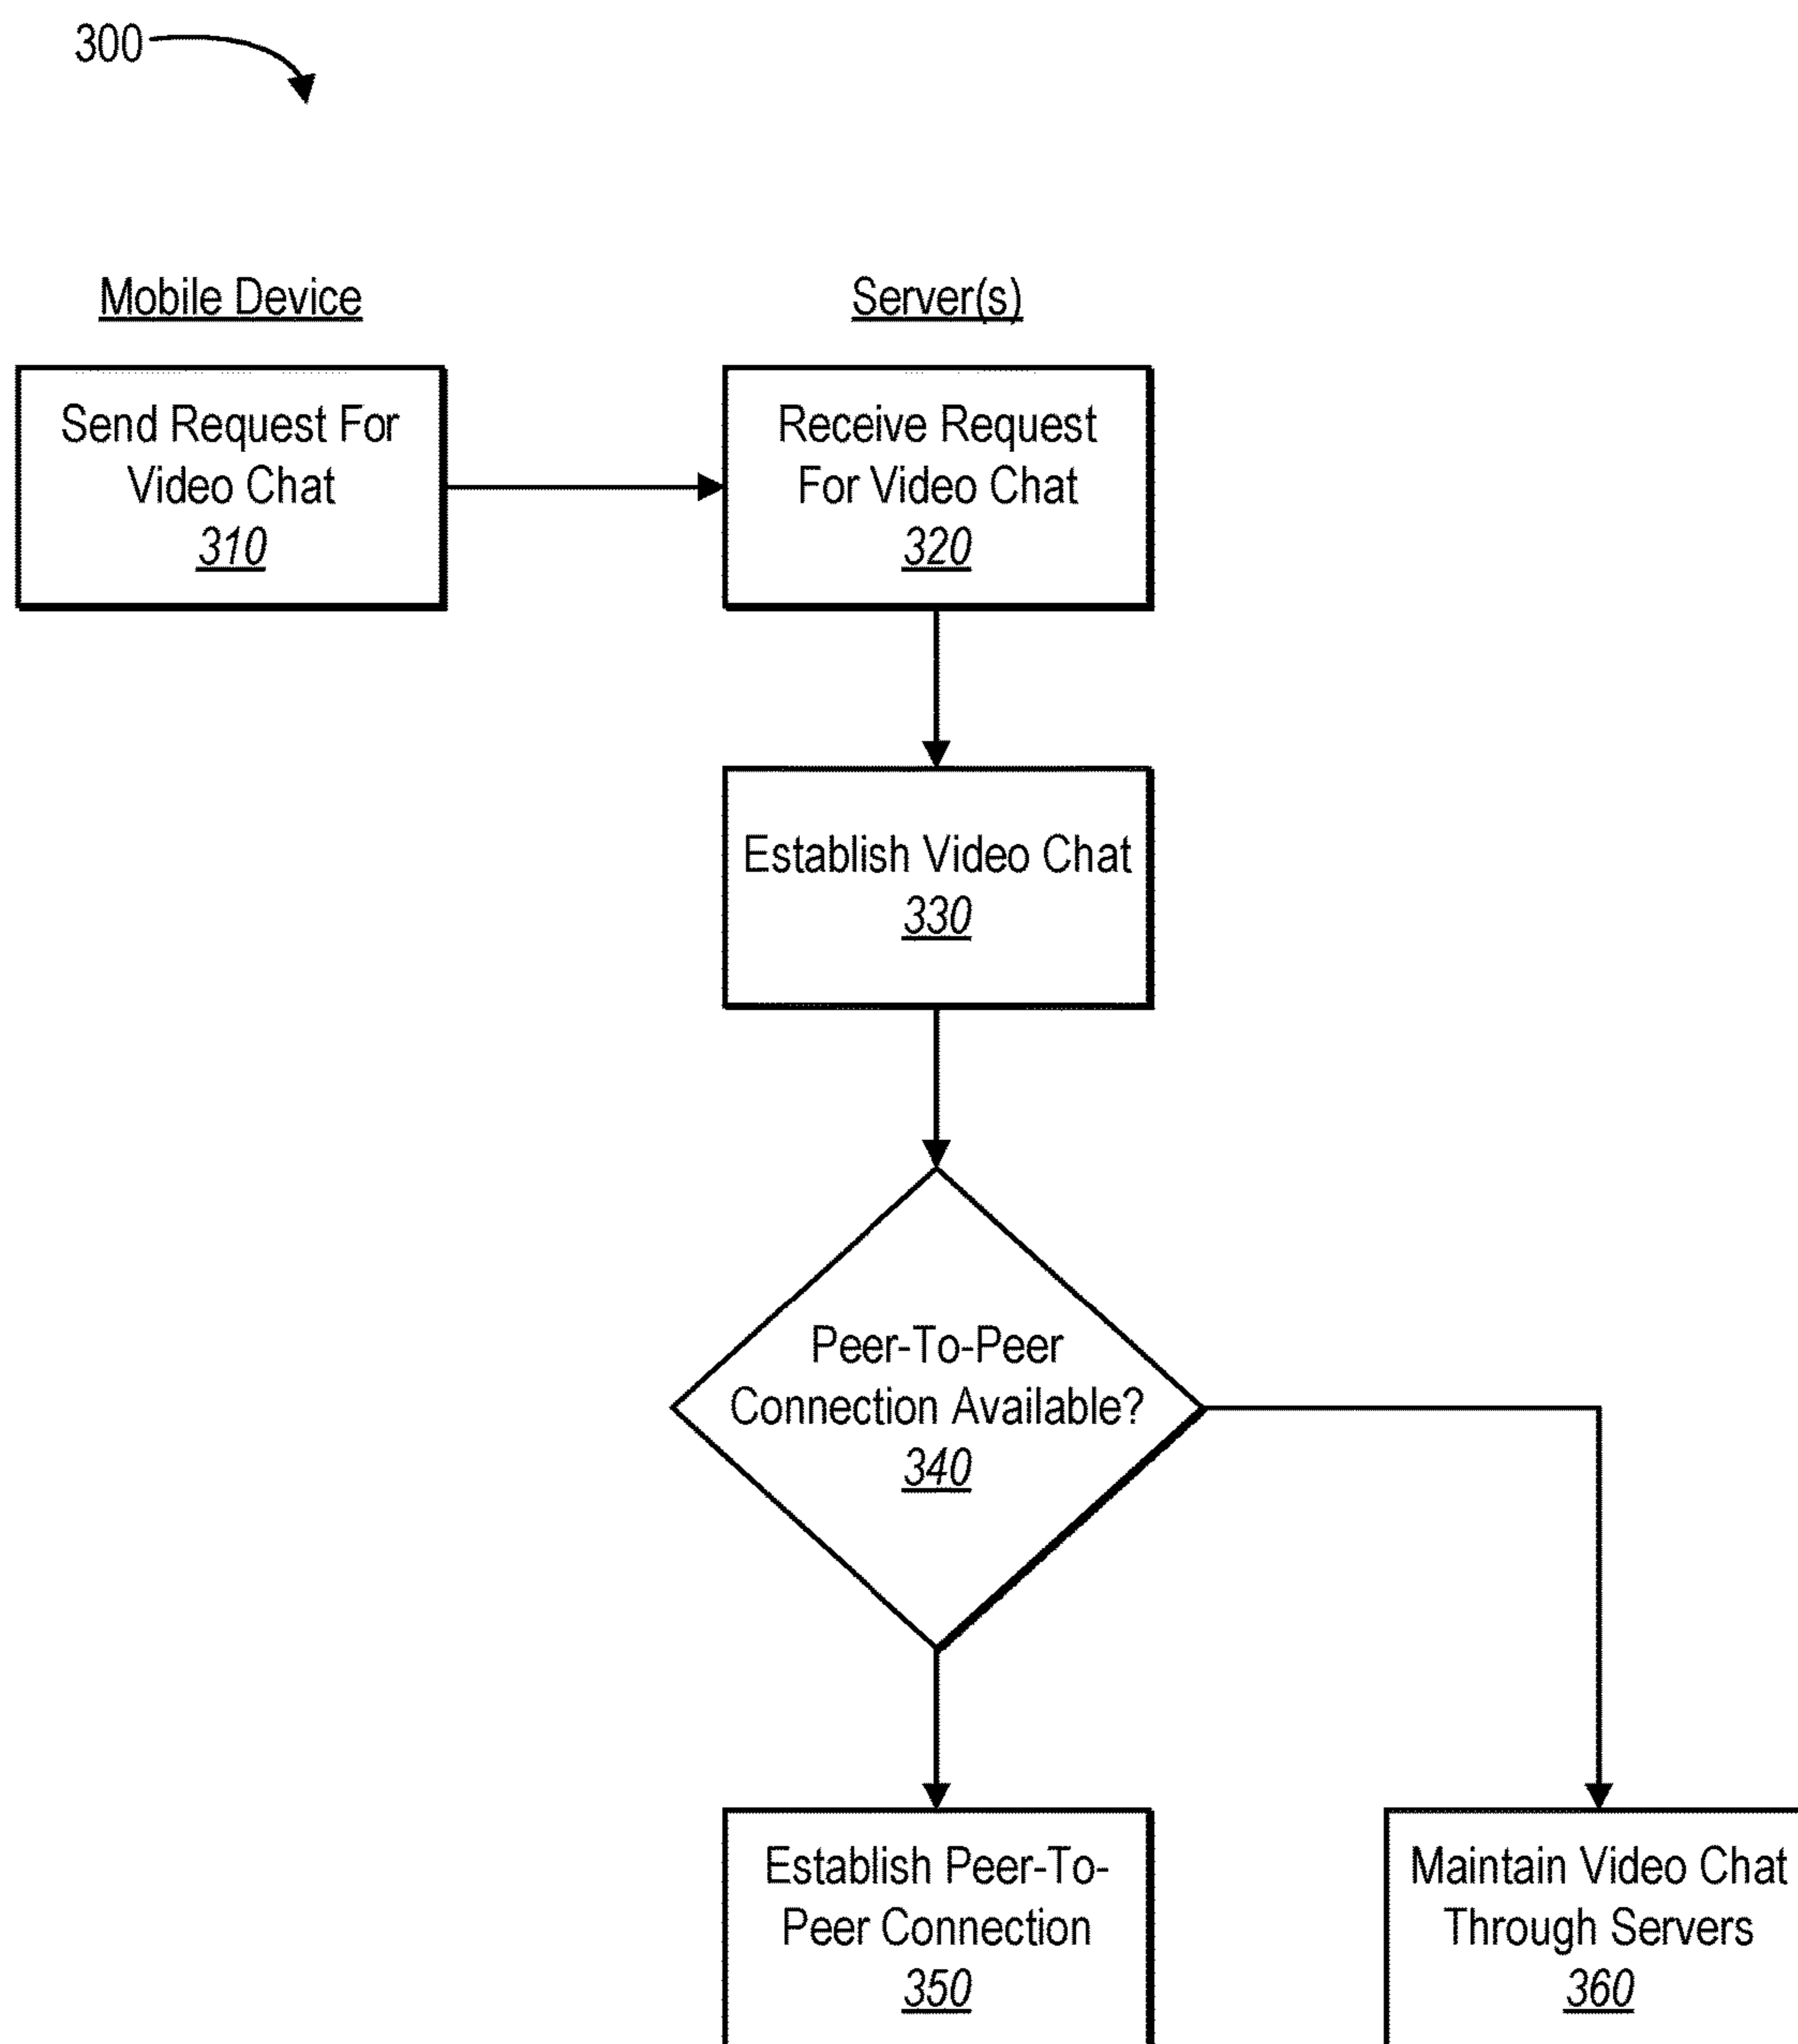 300
Mobile Device
Server(s)
Send Request For
Video Chat
310
Receive Request
For Video Chat
320
Establish Video Chat
330
Peer-To-Peer
Connection Available?
340
Establish Peer-To-
Peer Connection
350
Maintain Video Chat
Through Servers
360